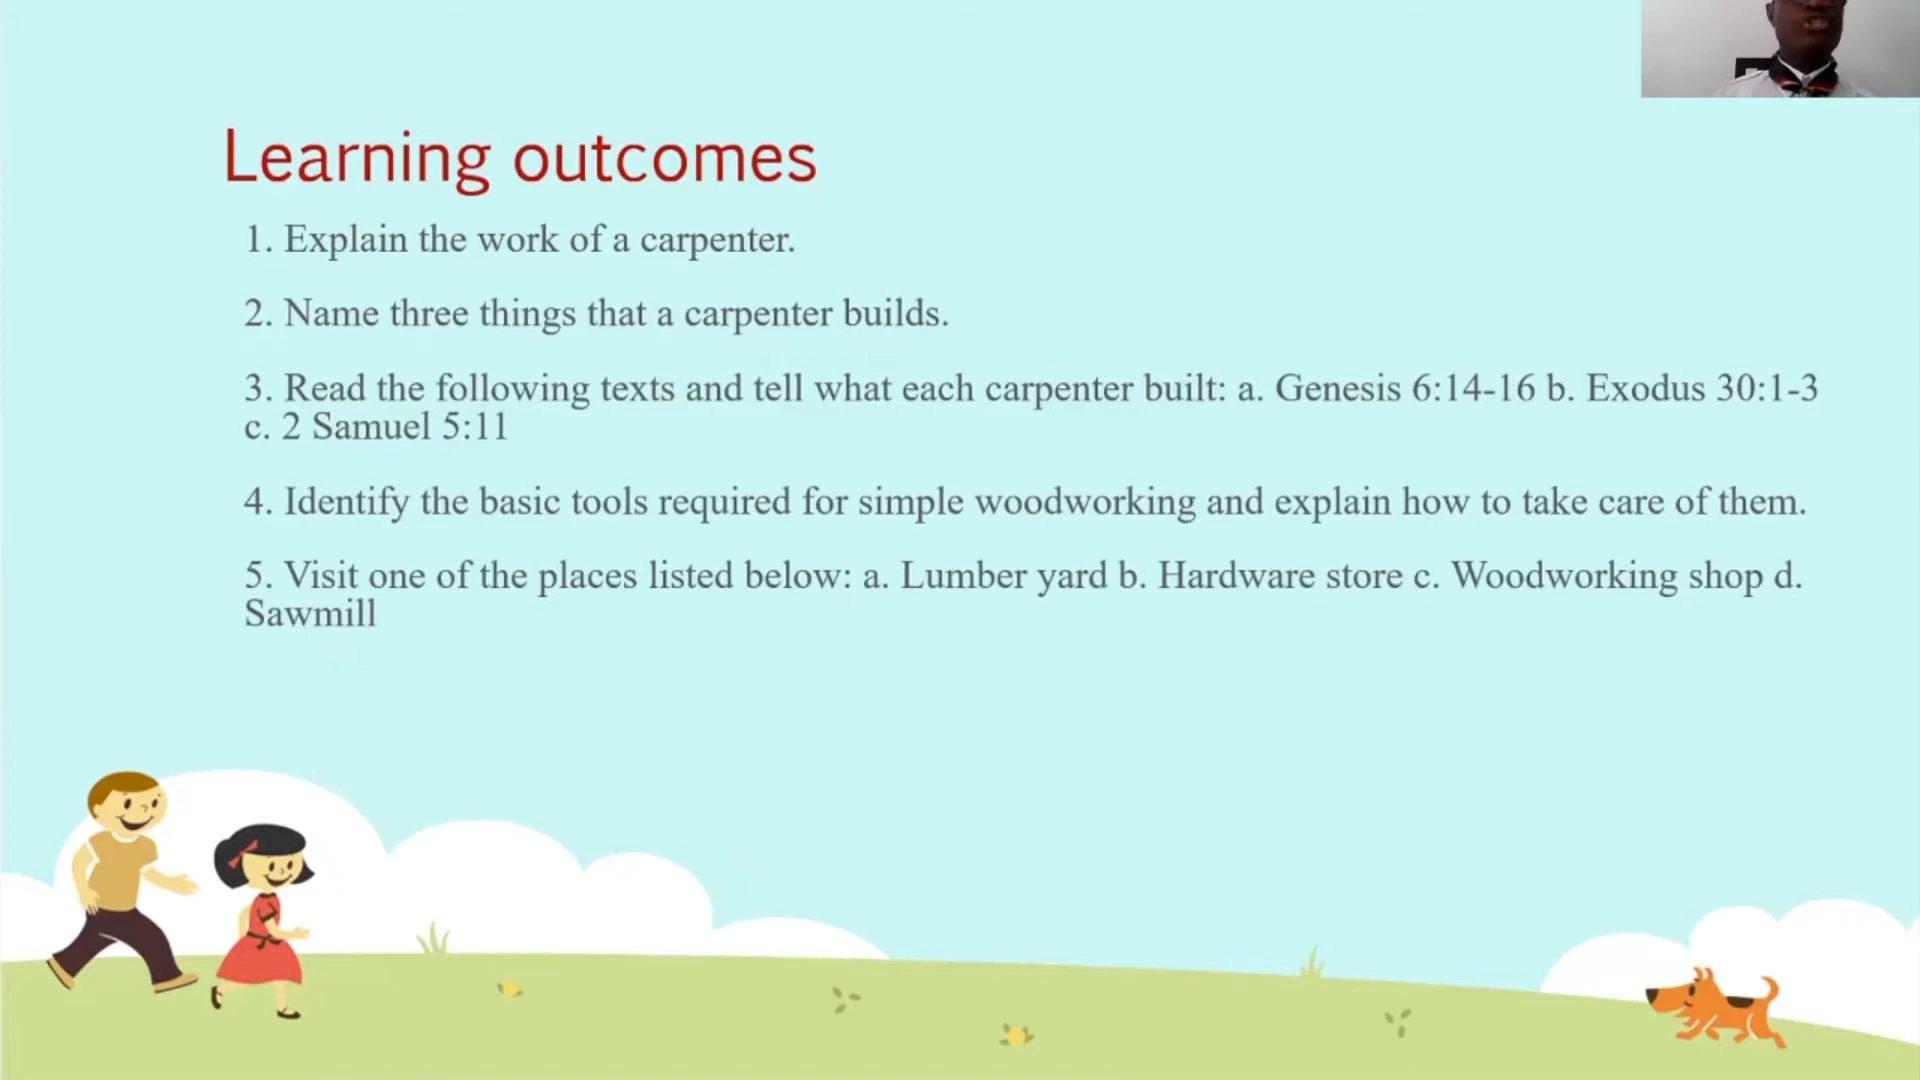 Learning outcomes
1. Explain the work of a carpenter.
2. Name three things that a carpenter builds.
3. Read the following texts and tell what each carpenter built: a. Genesis 6:14-16 b. Exodus 30:1-3
c. 2 Samuel 5:11
4. Identify the basic tools required for simple woodworking and explain how to take care of them.
5. Visit one of the places listed below: a. Lumber yard b. Hardware store c. Woodworking shop d.
Sawmill